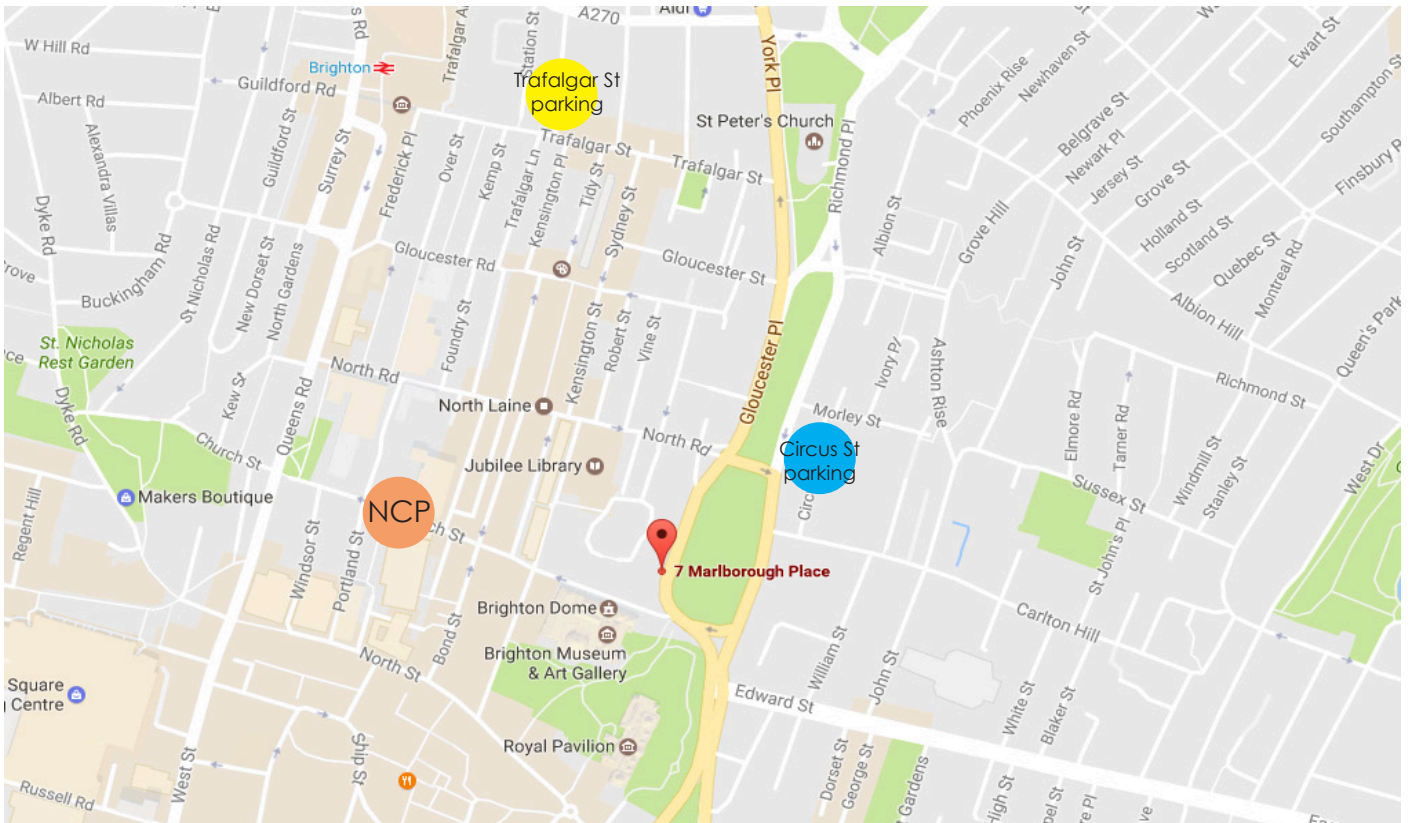 A270
Aldi
W Hill Rd
Brighton
Guildford Rd
Albert Rd
Alexandra Villas
Guildford St
Surrey St
Frederick Pl
Station St
Trafalgar St
parking
Over St
Kemp St
Trafalgar Ln
Kensington Pl
Tidy St
Sydney St
Trafalgar St
Trafalgar St
York Pl
St Peter's Church
Richmond Pl
Phoenix Rise
Newhaven St
Ewart St
Southampton St
Finsbury
Belgrave St
Newark Pl
Jersey St
Grove St
Holland St
Scotland St
Quebec St
Montreal Rd
Albion St
Grove Hill
John St
Albion Hill
Queen's Park
Dyke Rd
Buckingham Rd
St Nicholas Rd
New Dorset St
North Gardens
Gloucester Rd
Gloucester St
Foundry St
Kensington St
Robert St
Vine St
Gloucester Pl
St. Nicholas
Rest Garden
Dyke Rd
Kew St
Church St
Queens Rd
North Rd
North Laine
North Rd
Jubilee Library
Ivory Pl
Ashton Rise
Morley St
Richmond St
Elmore Rd
Tarner Rd
Windmill St
Stanley St
Sussex St
West Dr
Circus St
parking
Makers Boutique
Regent Hill
NCP
Windsor St
Portland St
7 Marlborough Place
St John's Pl
Carlton Hill
Brighton Dome
Brighton Museum
& Art Gallery
Bond St
North St
William St
John St
Edward St
White St
Blaker St
Square
Centre
Royal Pavilion
Ship St
West St
Russell Rd
Dorset St
George St
Gardens
High St